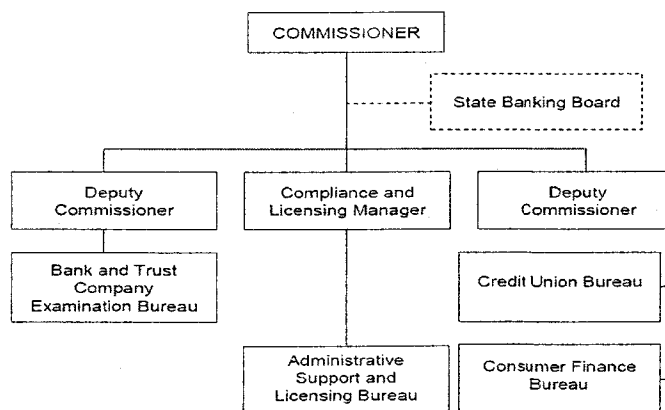 COMMISSIONER
State Banking Board
Deputy
Commissioner
Compliance and
Licensing Manager
Deputy
Commissioner
Bank and Trust
Company
Examination Bureau
Credit Union Bureau
Administrative
Support and
Licensing Bureau
Consumer Finance
Bureau